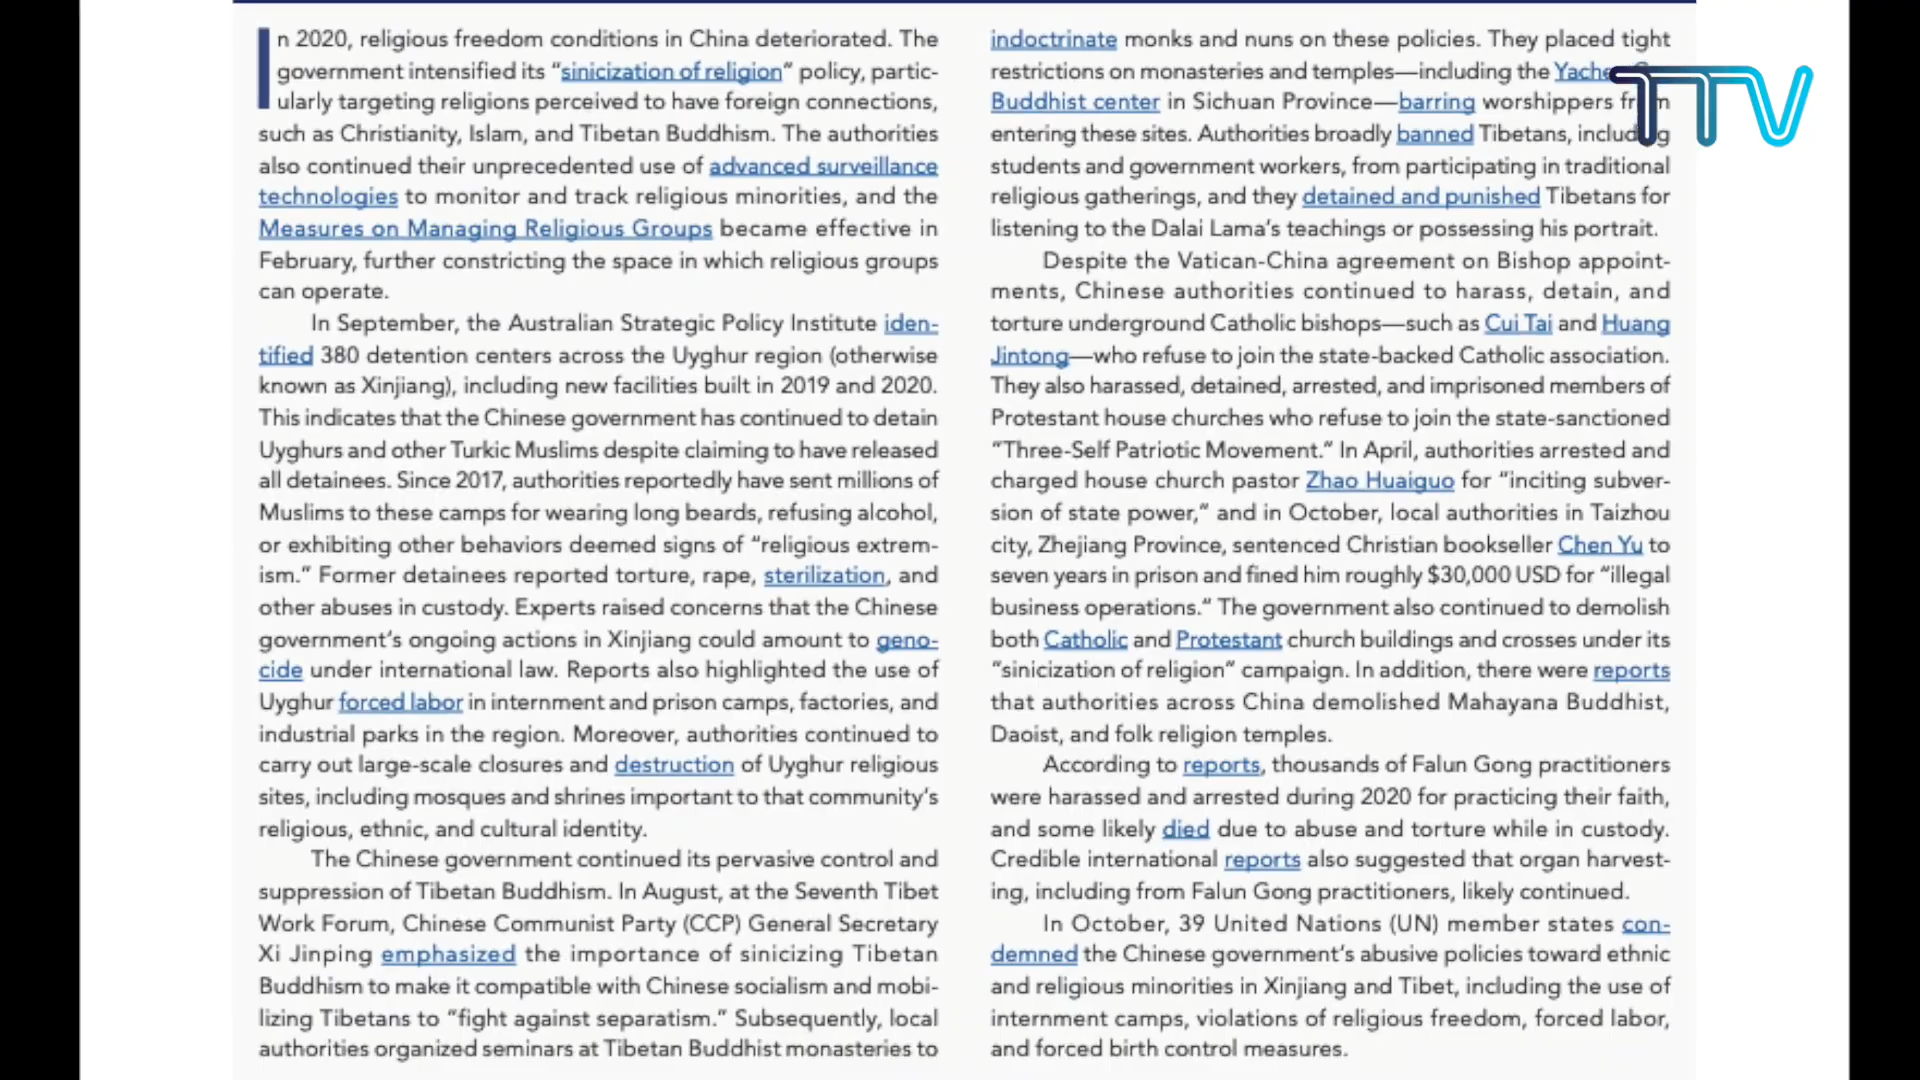 In 2020, religious freedom conditions in China deteriorated. The
government intensified its “sinicization of religion” policy, partic-
ularly targeting religions perceived to have foreign connections,
such as Christianity, Islam, and Tibetan Buddhism. The authorities
also continued their unprecedented use of advanced surveillance
technologies to monitor and track religious minorities, and the
Measures on Managing Religious Groups became effective in
February, further constricting the space in which religious groups
can operate.
In September, the Australian Strategic Policy Institute iden-
tified 380 detention centers across the Uyghur region (otherwise
known as Xinjiang), including new facilities built in 2019 and 2020.
This indicates that the Chinese government has continued to detain
Uyghurs and other Turkic Muslims despite claiming to have released
all detainees. Since 2017, authorities reportedly have sent millions of
Muslims to these camps for wearing long beards, refusing alcohol,
or exhibiting other behaviors deemed signs of “religious extrem-
ism.” Former detainees reported torture, rape, sterilization, and
other abuses in custody. Experts raised concerns that the Chinese
government’s ongoing actions in Xinjiang could amount to geno-
cide under international law. Reports also highlighted the use of
Uyghur forced labor in internment and prison camps, factories, and
industrial parks in the region. Moreover, authorities continued to
carry out large-scale closures and destruction of Uyghur religious
sites, including mosques and shrines important to that community’s
religious, ethnic, and cultural identity.
The Chinese government continued its pervasive control and
suppression of Tibetan Buddhism. In August, at the Seventh Tibet
Work Forum, Chinese Communist Party (CCP) General Secretary
Xi Jinping emphasized the importance of sinicizing Tibetan
Buddhism to make it compatible with Chinese socialism and mobi-
lizing Tibetans to “fight against separatism.” Subsequently, local
authorities organized seminars at Tibetan Buddhist monasteries to
indoctrinate monks and nuns on these policies. They placed tight
restrictions on monasteries and temples—including the
Buddhist center in Sichuan Province—barring worshippers from
entering these sites. Authorities broadly banned Tibetans, including
students and government workers, from participating in traditional
religious gatherings, and they detained and punished Tibetans for
listening to the Dalai Lama’s teachings or possessing his portrait.
Despite the Vatican-China agreement on Bishop appoint-
ments, Chinese authorities continued to harass, detain, and
torture underground Catholic bishops—such as Cui Tai and Huang
Jintong—who refuse to join the state-backed Catholic association.
They also harassed, detained, arrested, and imprisoned members of
Protestant house churches who refuse to join the state-sanctioned
“Three-Self Patriotic Movement.” In April, authorities arrested and
charged house church pastor Zhao Huaiguo for “inciting subver-
sion of state power,” and in October, local authorities in Taizhou
city, Zhejiang Province, sentenced Christian bookseller Chen Yu to
seven years in prison and fined him roughly $30,000 USD for “illegal
business operations.” The government also continued to demolish
both Catholic and Protestant church buildings and crosses under its
“sinicization of religion” campaign. In addition, there were reports
that authorities across China demolished Mahayana Buddhist,
Daoist, and folk religion temples.
According to reports, thousands of Falun Gong practitioners
were harassed and arrested during 2020 for practicing their faith,
and some likely died due to abuse and torture while in custody.
Credible international reports also suggested that organ harvest-
ing, including from Falun Gong practitioners, likely continued.
In October, 39 United Nations (UN) member states con-
demned the Chinese government’s abusive policies toward ethnic
and religious minorities in Xinjiang and Tibet, including the use of
internment camps, violations of religious freedom, forced labor,
and forced birth control measures.
TTV